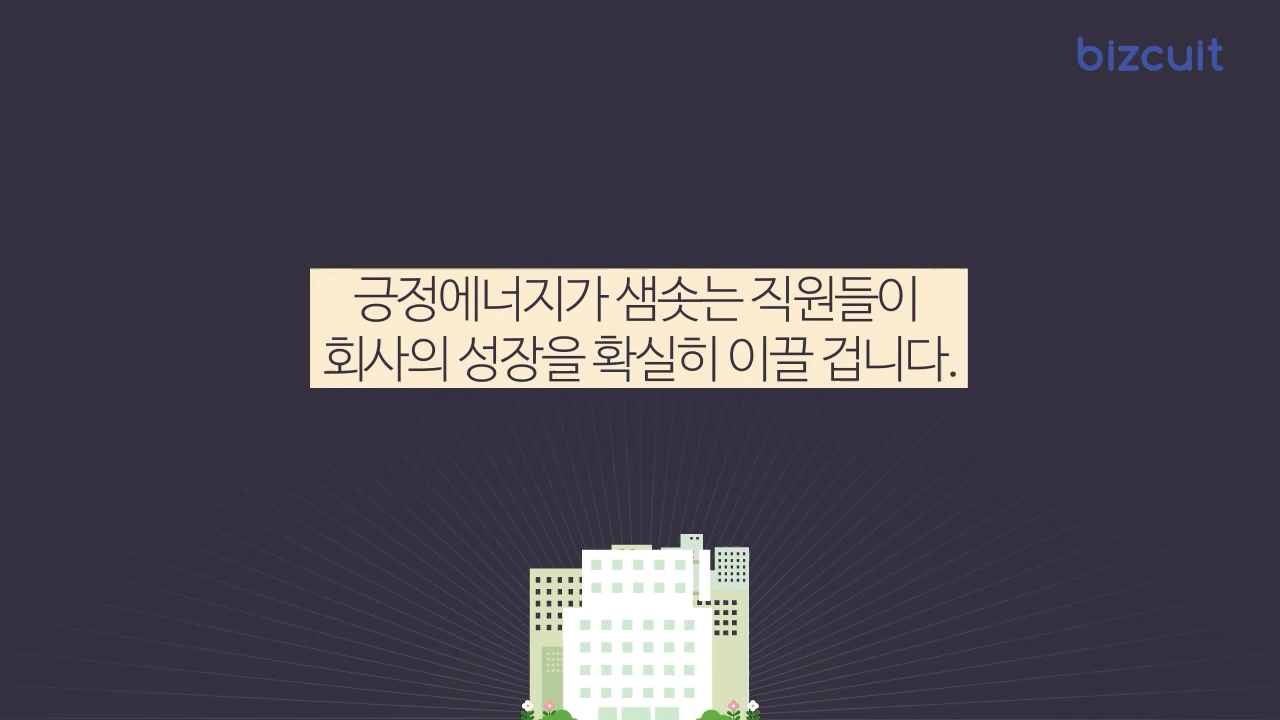 bizcuit
긍정에너지가 샘솟는 직원들이
회사의 성장을 확실히 이끌 겁니다.